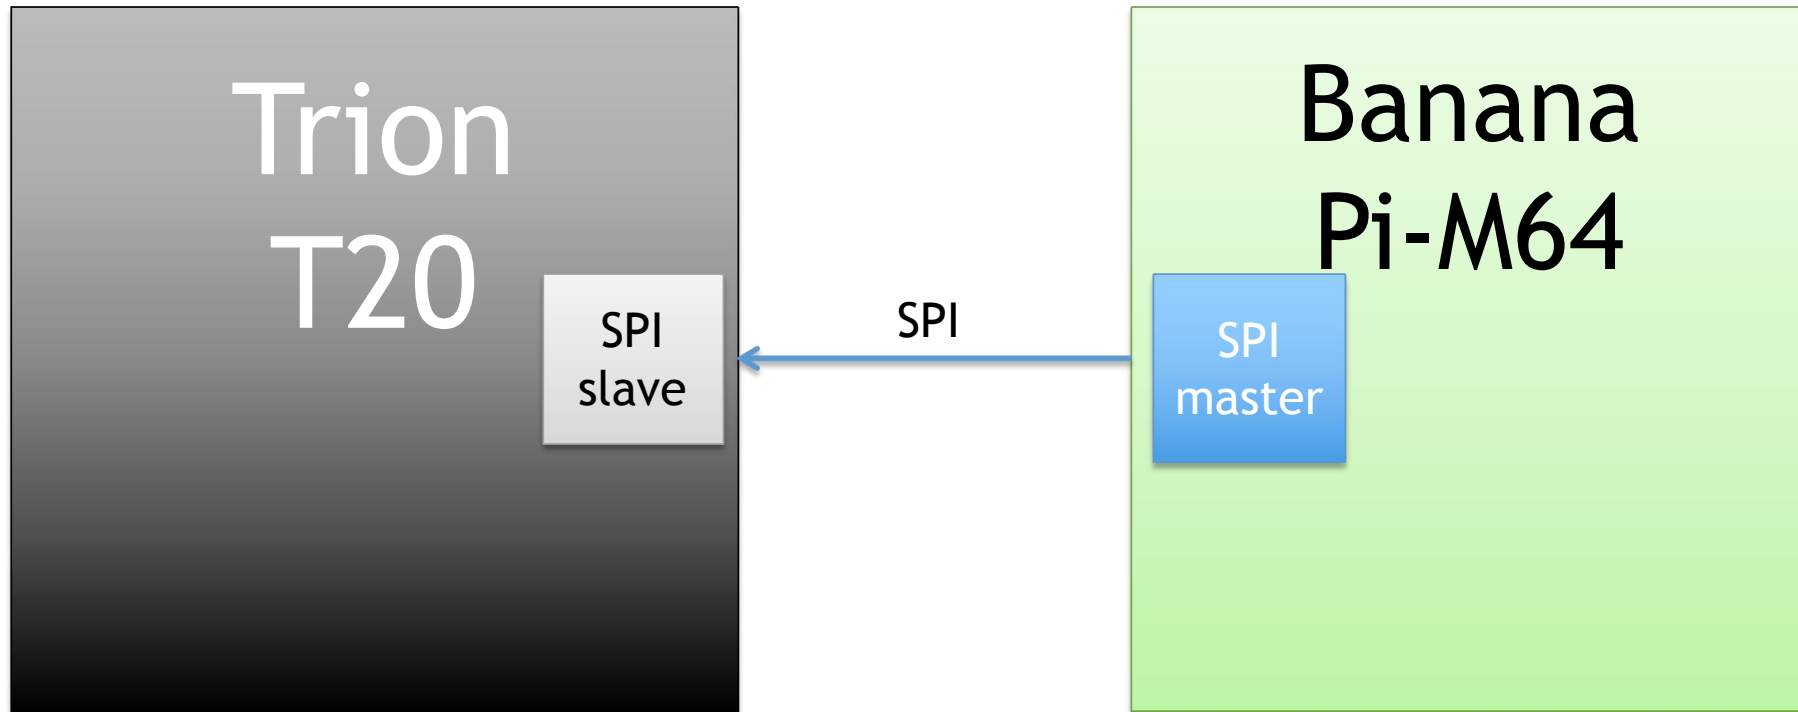 Trion
T20
SPI
slave
SPI
SPI
master
Banana
Pi-M64